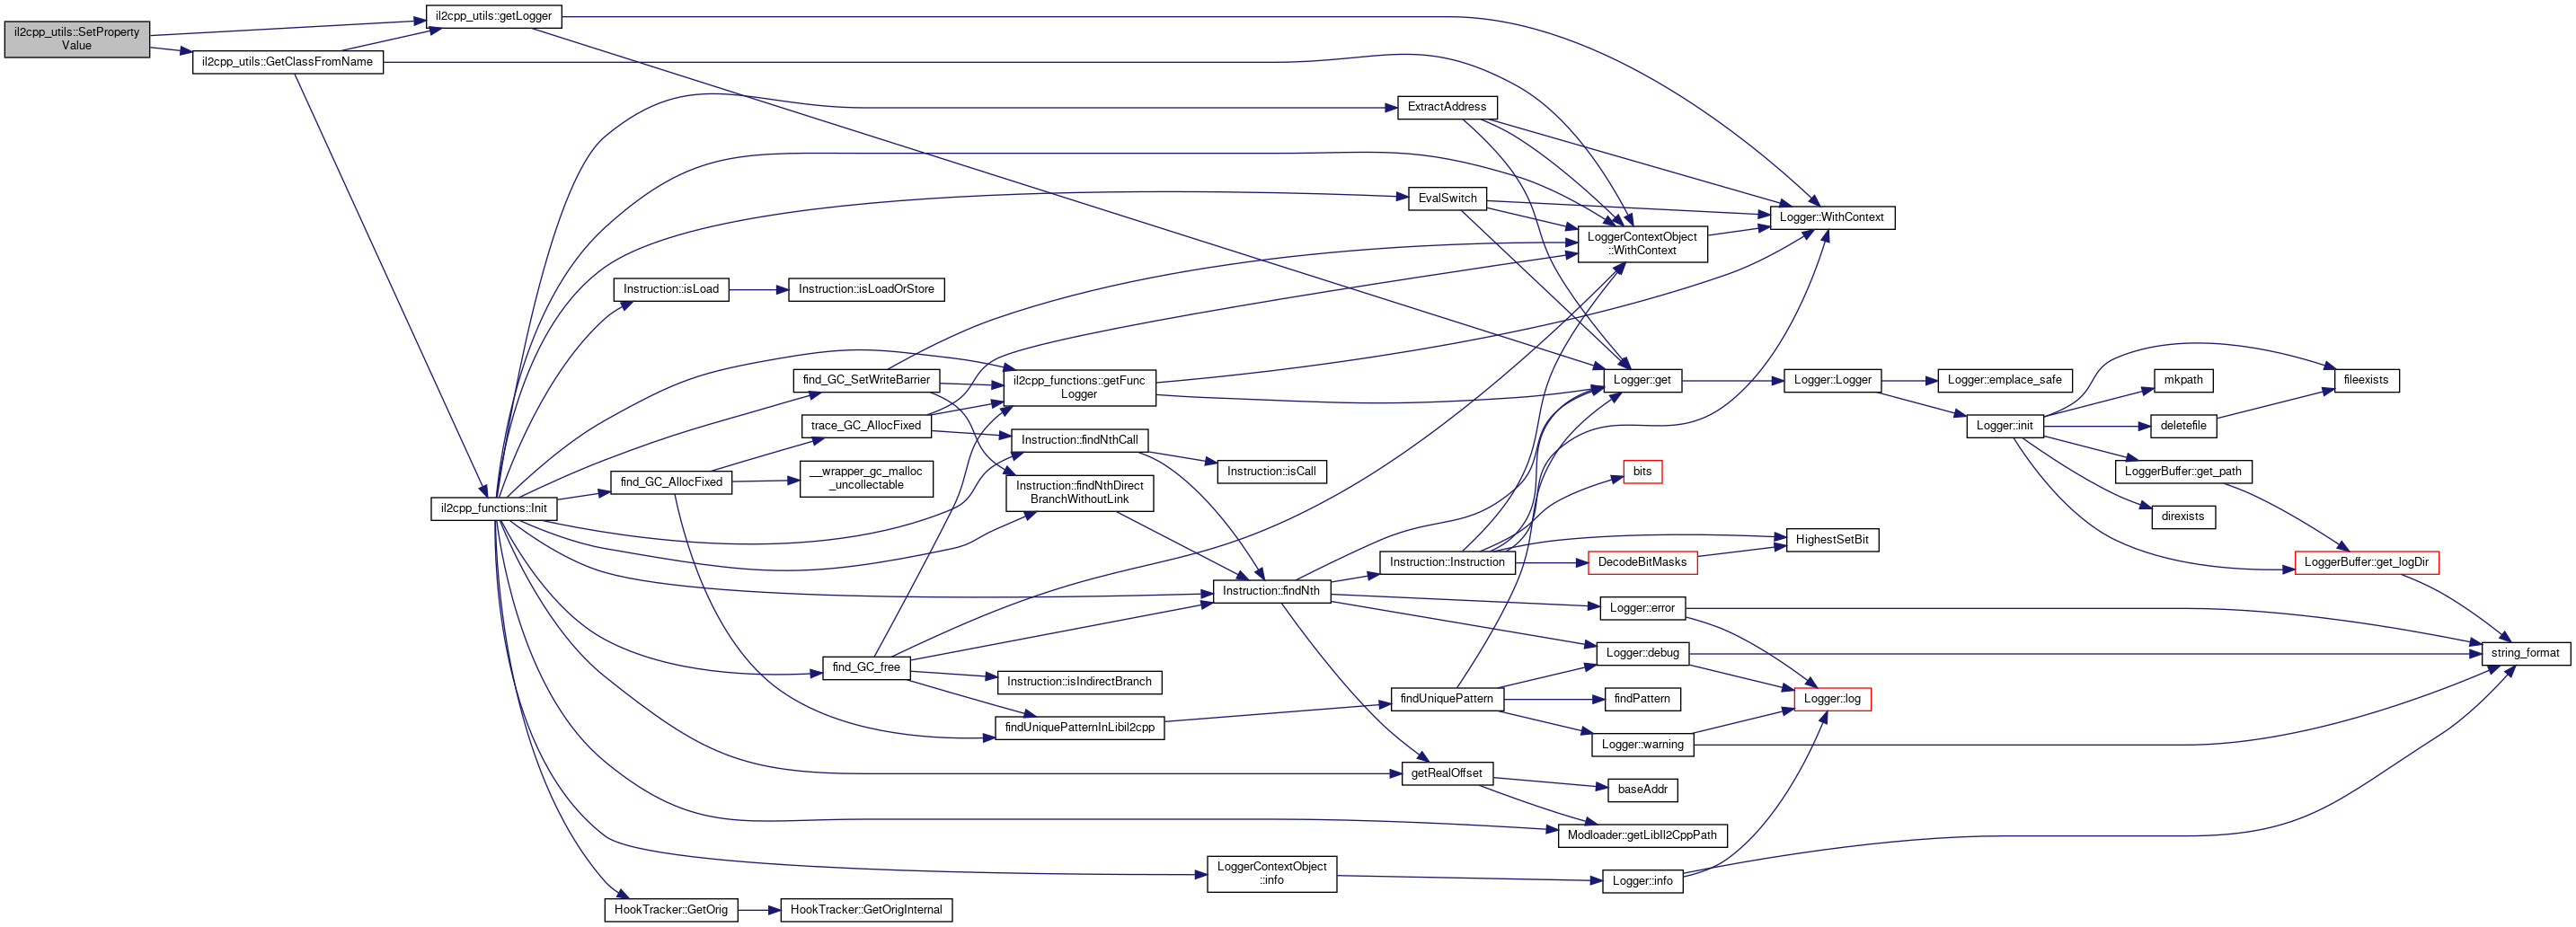 il2cpp_utils::SetProperty
Value
il2cpp_utils::getLogger
il2cpp_utils::GetClassFromName
il2cpp_functions::Init
ExtractAddress
EvalSwitch
Logger::WithContext
LoggerContextObject
::WithContext
Instruction::isLoad
Instruction::isLoadOrStore
find_GC_SetWriteBarrier
il2cpp_functions::getFunc
Logger
trace_GC_AllocFixed
Instruction::findNthCall
find_GC_AllocFixed
__wrapper_gc_malloc
_uncollectable
Instruction::findNthDirect
BranchWithoutLink
Instruction::isCall
Logger::get
Logger::Logger
Logger::emplace_safe
Logger::init
mkpath
fileexists
deletefile
LoggerBuffer::get_path
direxists
LoggerBuffer::get_logDir
bits
HighestSetBit
Instruction::Instruction
DecodeBitMasks
Instruction::findNth
Logger::error
Logger::debug
string_format
find_GC_free
Instruction::isIndirectBranch
findUniquePatternInLibil2cpp
findUniquePattern
findPattern
Logger::log
Logger::warning
getRealOffset
baseAddr
Modloader::getLibIl2CppPath
LoggerContextObject
::info
Logger::info
HookTracker::GetOrig
HookTracker::GetOrigInternal